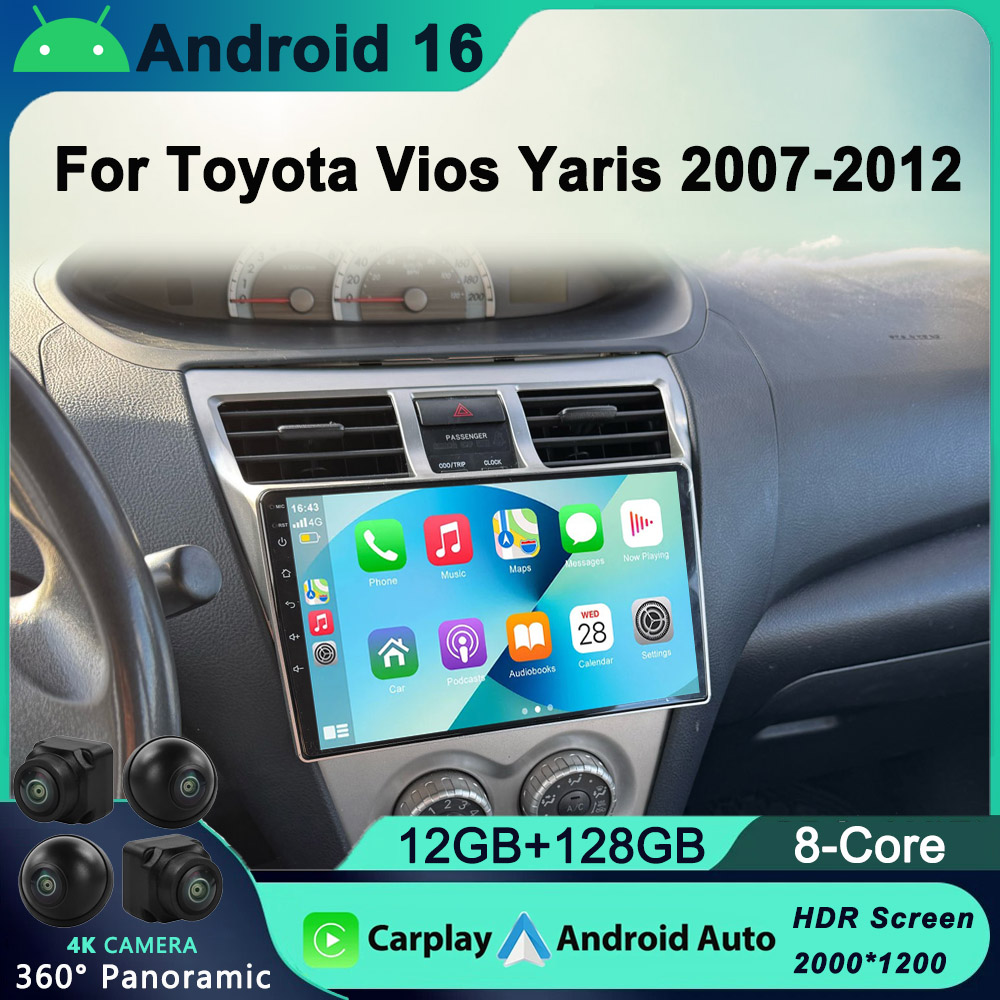 Android 16
For Toyota Vios Yaris 2007-2012
PASSENGER
ODO/TRIP CLOCK
MIC
RST
16:43
4G
Phone
Music
Maps
Messages
Now Playing
Car
Podcasts
Audiobooks
WED
28
Calendar
Settings
A/C
12GB+128GB
8-Core
4K CAMERA
360° Panoramic
Carplay
Android Auto
HDR Screen
2000*1200